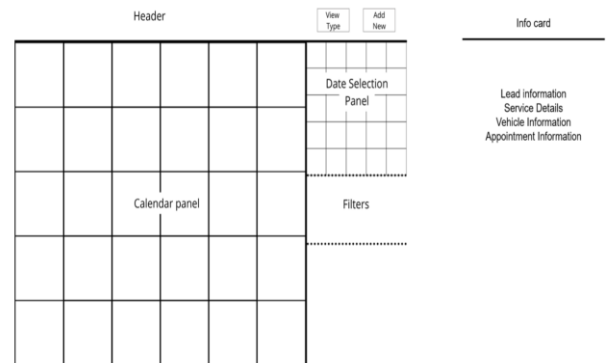 Header
View
Type
Add
New
Info card
Date Selection
Panel
Lead information
Service Details
Vehicle Information
Appointment Information
Calendar panel
Filters